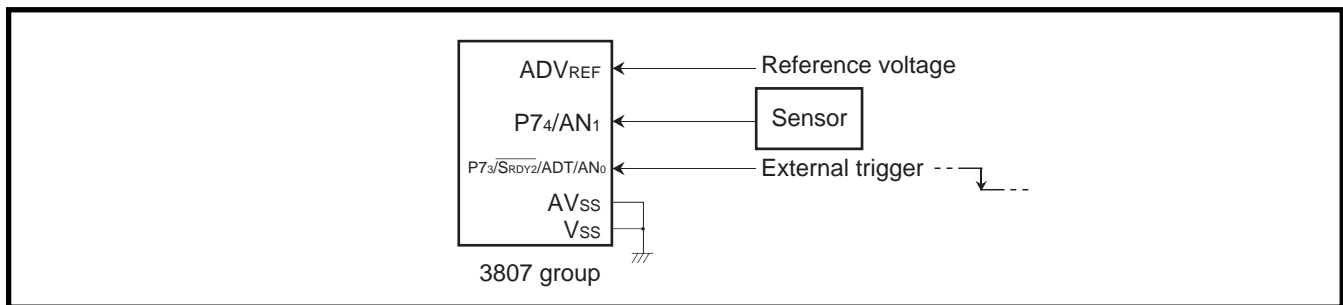 ADVREF
Reference voltage
P74/AN1
Sensor
P73/SRDY2/ADT/AN0
External trigger
AVSS
VSS
3807 group